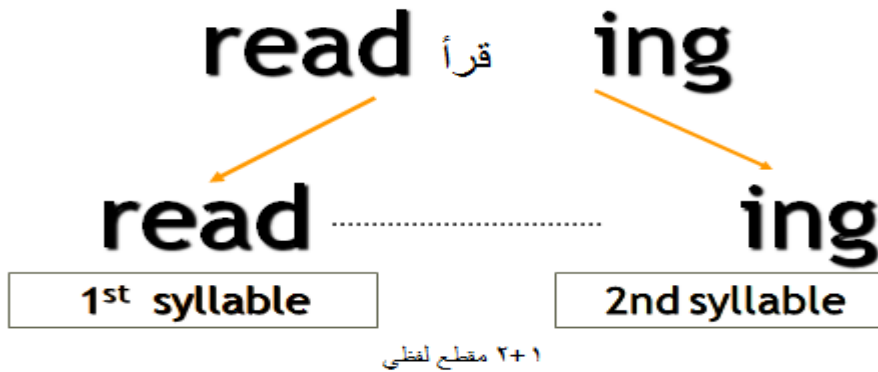 read قرأ ing
read ing
1st syllable 2nd syllable
١+٢ مقطع لفظي